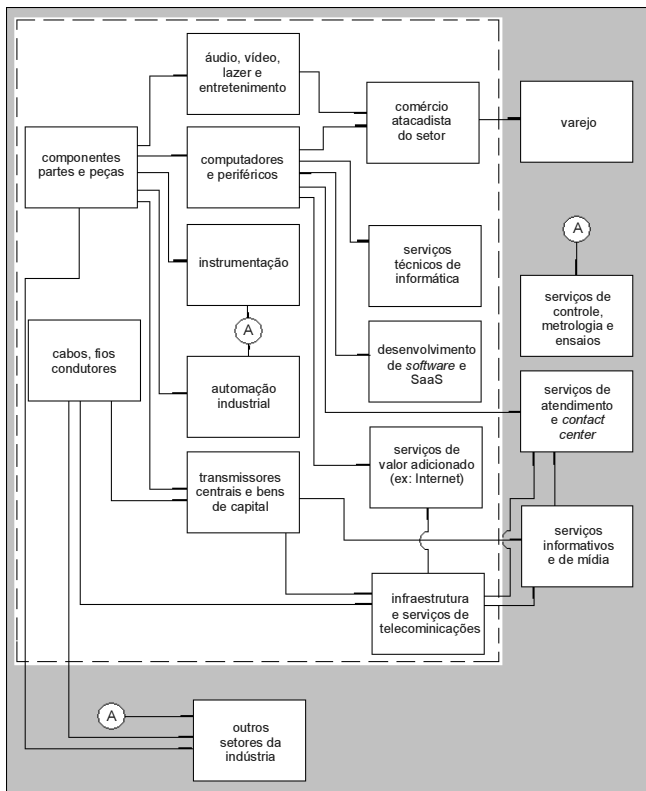 áudio, vídeo,
lazer e
entretenimento
comércio
atacadista
do setor
varejo
componentes
partes e peças
computadores
e periféricos
A
instrumentação
serviços
técnicos de
informática
serviços de
controle,
metrologia e
ensaios
A
cabos, fios
condutores
automação
industrial
desenvolvimento
de software e
SaaS
serviços de
atendimento
e contact
center
transmissores
centrais e bens
de capital
serviços de
valor adicionado
(ex: Internet)
serviços
informativos
e de mídia
infraestrutura
e serviços de
telecominicações
A
outros
setores da
indústria